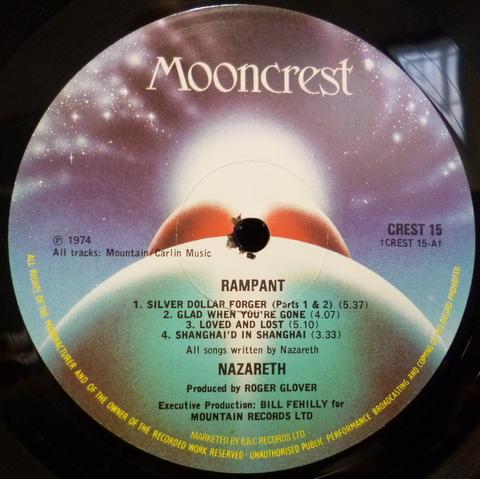 Mooncrest
℗ 1974
All tracks: Mountain/Carlin Music
CREST 15
†CREST 15-A†
RAMPANT
1. SILVER DOLLAR FORGER (Parts 1 & 2) (5.37)
2. GLAD WHEN YOU'RE GONE (4.07)
3. LOVED AND LOST (5.10)
4. SHANGHAI'D IN SHANGHAI (3.33)
All songs written by Nazareth
NAZARETH
Produced by ROGER GLOVER
Executive Production: BILL FEHILLY for
MOUNTAIN RECORDS LTD
MARKETED BY B&C RECORDS LTD
ALL RIGHTS OF THE MANUFACTURER AND OF THE OWNER OF THE RECORDED WORK RESERVED · UNAUTHORISED PUBLIC PERFORMANCE BROADCASTING AND COPYING OF THIS RECORD PROHIBITED